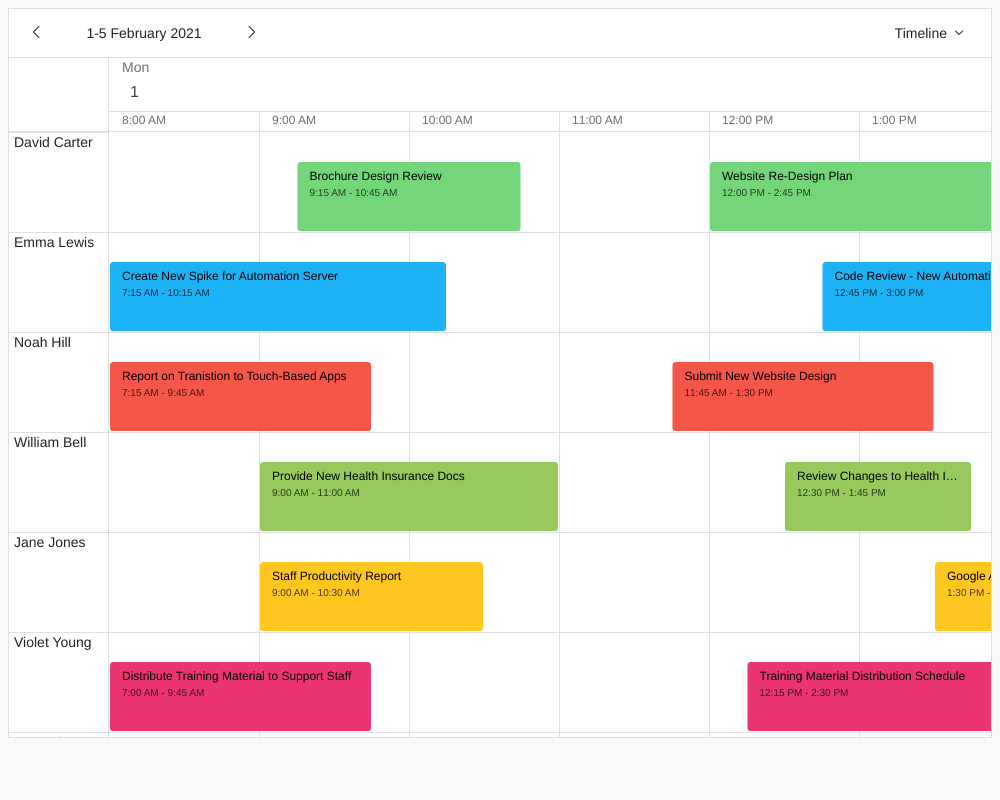 1-5 February 2021
Timeline
Mon
1
8:00 AM
9:00 AM
10:00 AM
11:00 AM
12:00 PM
1:00 PM
David Carter
Brochure Design Review
9:15 AM - 10:45 AM
Website Re-Design Plan
12:00 PM - 2:45 PM
Emma Lewis
Create New Spike for Automation Server
7:15 AM - 10:15 AM
Code Review - New Automati
12:45 PM - 3:00 PM
Noah Hill
Report on Tranistion to Touch-Based Apps
7:15 AM - 9:45 AM
Submit New Website Design
11:45 AM - 1:30 PM
William Bell
Provide New Health Insurance Docs
9:00 AM - 11:00 AM
Review Changes to Health I…
12:30 PM - 1:45 PM
Jane Jones
Staff Productivity Report
9:00 AM - 10:30 AM
Google
1:30 PM -
Violet Young
Distribute Training Material to Support Staff
7:00 AM - 9:45 AM
Training Material Distribution Schedule
12:15 PM - 2:30 PM